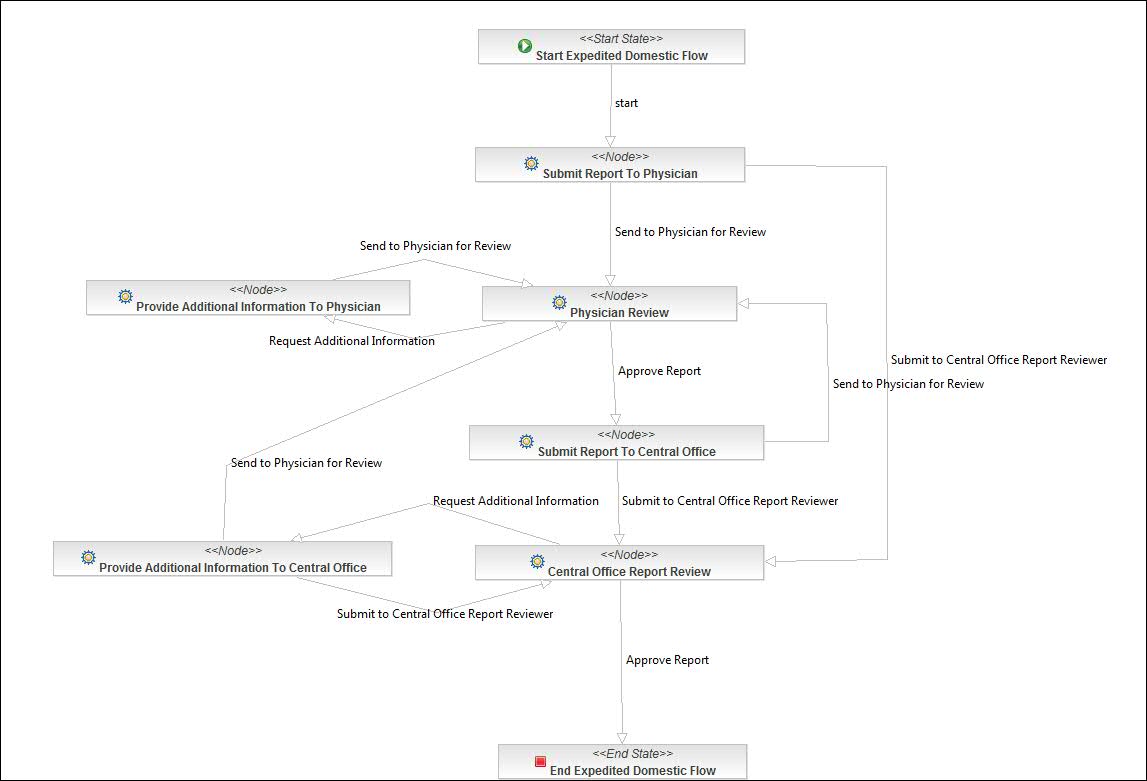 <<Start State>>
Start Expedited Domestic Flow
start
<<Node>>
Submit Report To Physician
Send to Physician for Review
Send to Physician for Review
<<Node>>
Provide Additional Information To Physician
<<Node>>
Physician Review
Request Additional Information
Submit to Central Office Report Reviewer
Approve Report
Send to Physician for Review
<<Node>>
Submit Report To Central Office
Send to Physician for Review
Request Additional Information
Submit to Central Office Report Reviewer
<<Node>>
Provide Additional Information To Central Office
<<Node>>
Central Office Report Review
Submit to Central Office Report Reviewer
Approve Report
<<End State>>
End Expedited Domestic Flow